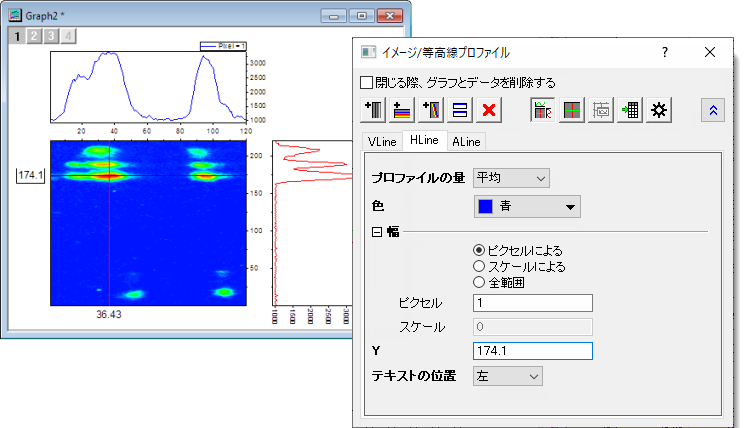 Graph2 *
1 2 3 4
Pixel = 1
3000
2500
2000
1500
1000
20 40 60 80 100 120
174.1
200
150
100
50
36.43
1000
1500
2000
2500
3000
イメージ/等高線プロファイル
? ×
閉じる際、グラフとデータを削除する
VLine HLine ALine
プロファイルの量 平均
色 青
幅
ピクセルによる
スケールによる
全範囲
ピクセル 1
スケール 0
Y 174.1
テキストの位置 左